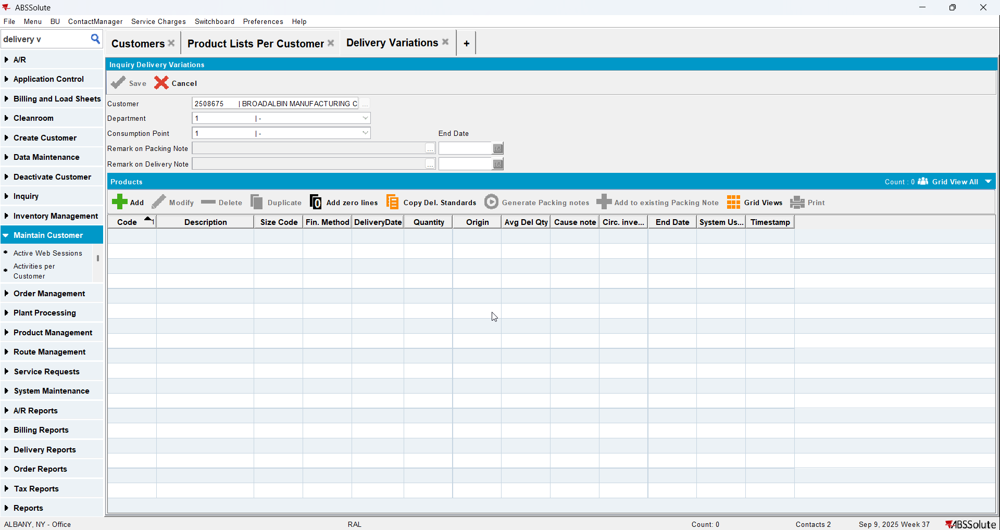 ABSSolute
File Menu BU ContactManager Service Charges Switchboard Preferences Help
delivery v
Customers Product Lists Per Customer Delivery Variations +
Inquiry Delivery Variations
Save Cancel
Customer 2508675 | BROADALBIN MANUFACTURING C ...
Department 1 | -
Consumption Point 1 | - End Date
Remark on Packing Note ... 16
Remark on Delivery Note ... 16
Products Count : 0 Grid View All
Add Modify Delete Duplicate Add zero lines Copy Del. Standards Generate Packing notes Add to existing Packing Note Grid Views Print
Code 1 Description Size Code Fin. Method DeliveryDate Quantity Origin Avg Del Qty Cause note Circ. inve... End Date System Us... Timestamp
A/R
Application Control
Billing and Load Sheets
Cleanroom
Create Customer
Data Maintenance
Deactivate Customer
Inquiry
Inventory Management
Maintain Customer
Active Web Sessions
Activities per
Customer
Order Management
Plant Processing
Product Management
Route Management
Service Requests
System Maintenance
A/R Reports
Billing Reports
Delivery Reports
Order Reports
Tax Reports
Reports
ALBANY, NY - Office RAL Count: 0 Contacts 2 Sep 9, 2025 Week 37 ABSSolute